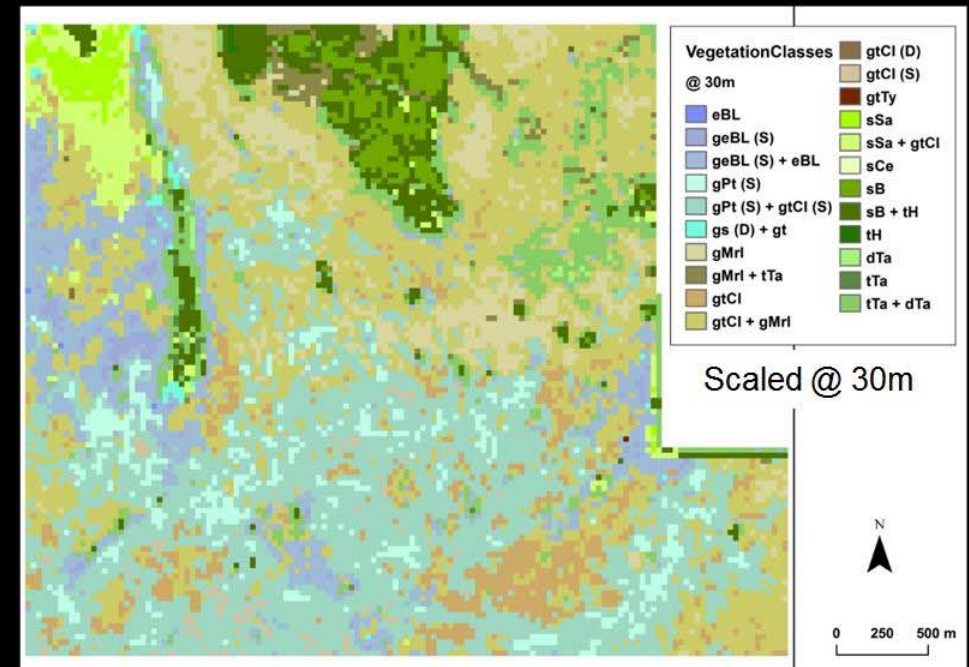 VegetationClasses
@ 30m
eBL
geBL (S)
geBL (S) + eBL
gPt (S)
gPt (S) + gtCl (S)
gs (D) + gt
gMrl
gMrl + tTa
gtCl
gtCl + gMrl
gtCl (D)
gtCl (S)
gtTy
sSa
sSa + gtCl
sCe
sB
sB + tH
tH
dTa
tTa
tTa + dTa
Scaled @ 30m
N
0 250 500 m